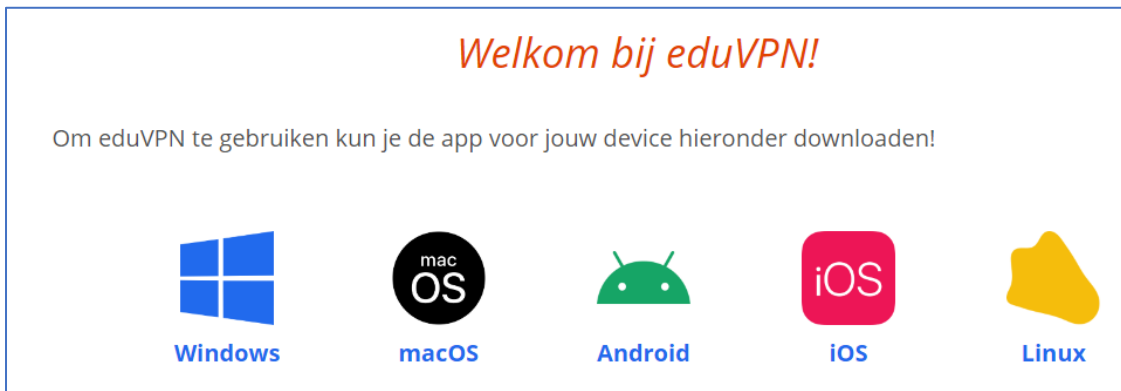 Welkom bij eduVPN!
Om eduVPN te gebruiken kun je de app voor jouw device hieronder downloaden!
mac
OS
iOS
Windows
macOS
Android
iOS
Linux